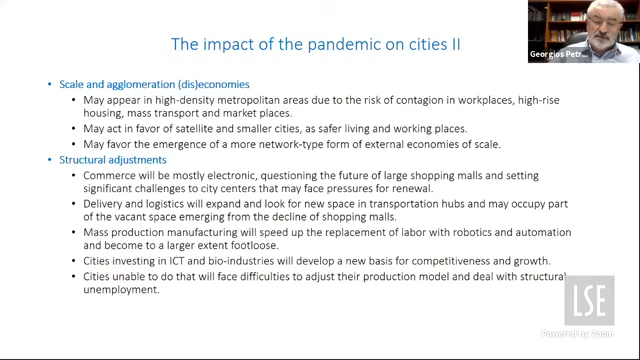 The impact of the pandemic on cities II
Georgios Petr...
• Scale and agglomeration (dis)economies
• May appear in high-density metropolitan areas due to the risk of contagion in workplaces, high-rise
housing, mass transport and market places.
• May act in favor of satellite and smaller cities, as safer living and working places.
• May favor the emergence of a more network-type form of external economies of scale.
• Structural adjustments
• Commerce will be mostly electronic, questioning the future of large shopping malls and setting
significant challenges to city centers that may face pressures for renewal.
• Delivery and logistics will expand and look for new space in transportation hubs and may occupy part
of the vacant space emerging from the decline of shopping malls.
• Mass production manufacturing will speed up the replacement of labor with robotics and automation
and become to a larger extent footloose.
• Cities investing in ICT and bio-industries will develop a new basis for competitiveness and growth.
• Cities unable to do that will face difficulties to adjust their production model and deal with structural
unemployment.
LSE
Powered by Zoom